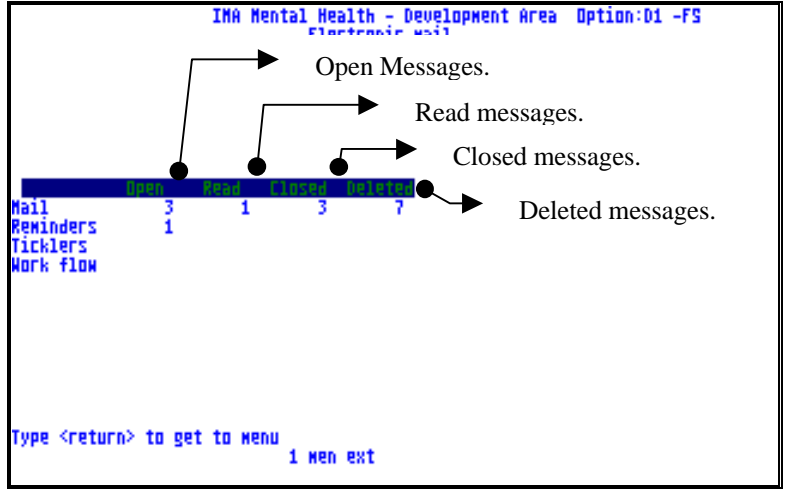 IMA Mental Health - Development Area Option:D1 -FS
Electronic Mail
Open Messages.
Read messages.
Closed messages.
Open Read Closed Deleted
Deleted messages.
Mail 3 1 3 7
Reminders 1
Ticklers
Work flow
Type <return> to get to menu
1 men ext